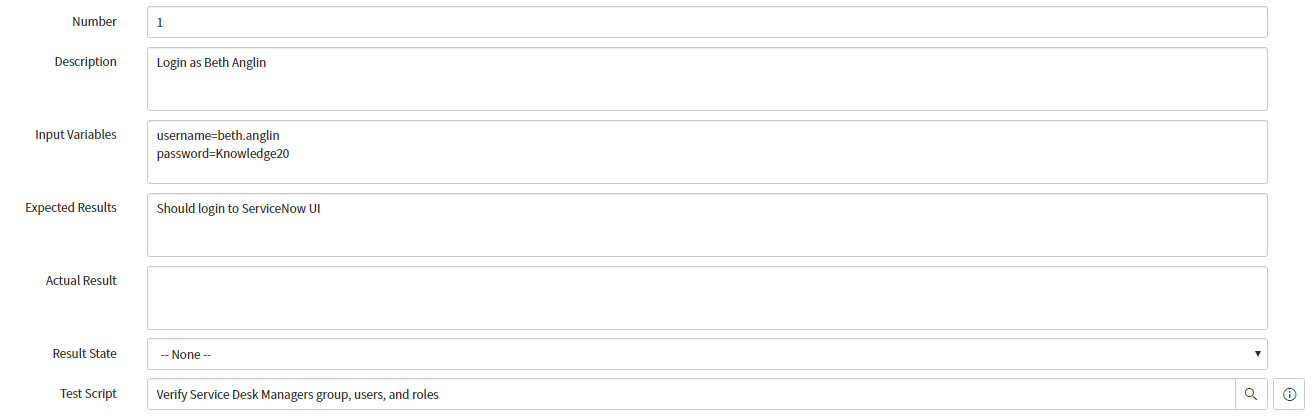 Number
1
Description
Login as Beth Anglin
Input Variables
username=beth.anglin
password=Knowledge20
Expected Results
Should login to ServiceNow UI
Actual Result
Result State
-- None --
Test Script
Verify Service Desk Managers group, users, and roles